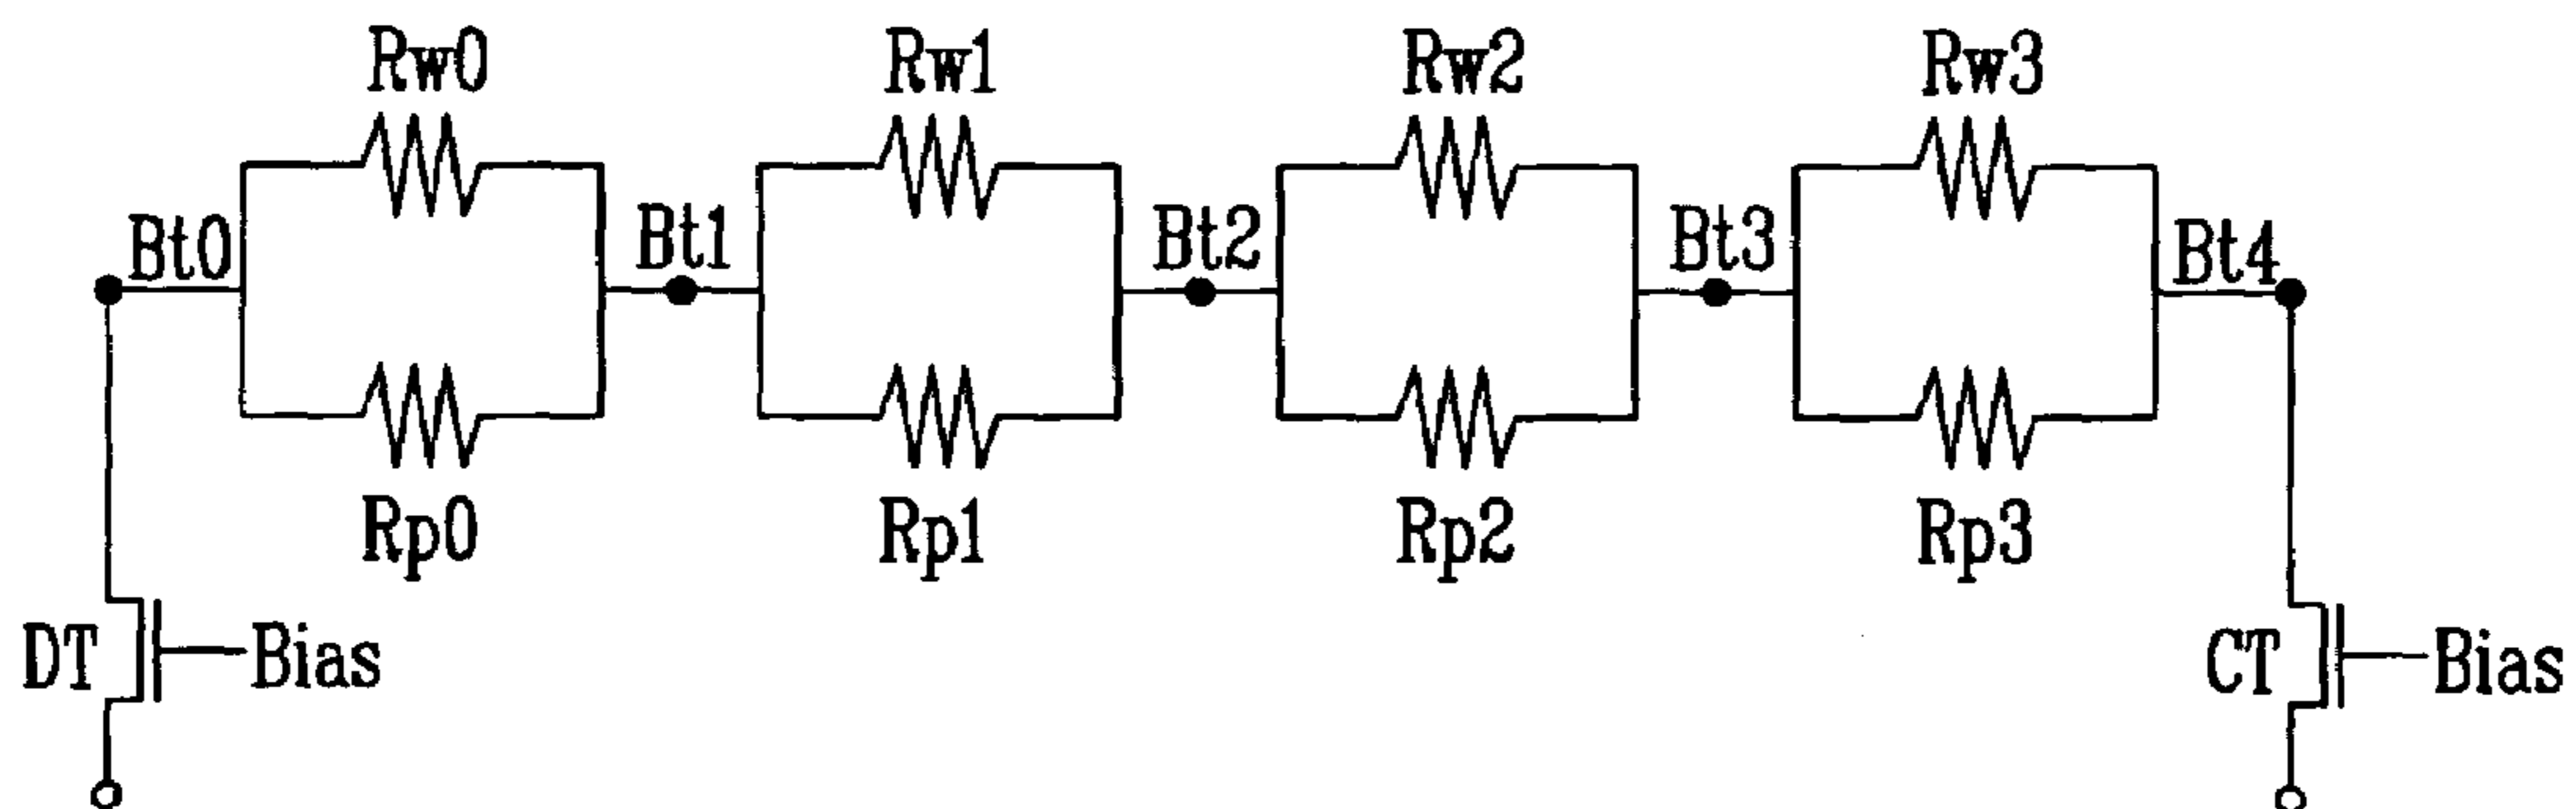 Rw0 Rw1 Rw2 Rw3
Bt0 Bt1 Bt2 Bt3 Bt4
Rp0 Rp1 Rp2 Rp3
DT Bias CT Bias